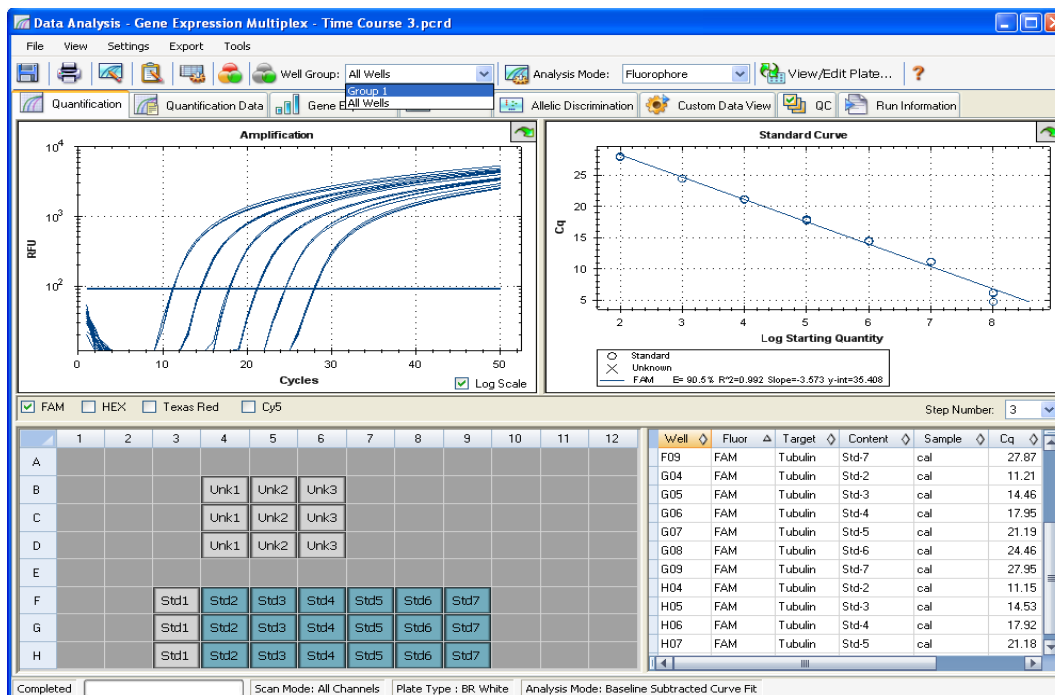 Data Analysis - Gene Expression Multiplex - Time Course 3.pcrd
File View Settings Export Tools
Well Group: All Wells Analysis Mode: Fluorophore View/Edit Plate... ?
Group 1
All Wells
Quantification Quantification Data Gene E Allelic Discrimination Custom Data View QC Run Information
Amplification
10^4
10^3
10^2
RFU
0 10 20 30 40 50
Cycles
Log Scale
Standard Curve
25
20
15
10
5
Cq
2 3 4 5 6 7 8
Log Starting Quantity
Standard
Unknown
FAM E= 90.5% R^2=0.992 Slope=-3.573 y-int=35.408
FAM HEX Texas Red Cy5 Step Number: 3
1 2 3 4 5 6 7 8 9 10 11 12
A
B Unk1 Unk2 Unk3
C Unk1 Unk2 Unk3
D Unk1 Unk2 Unk3
E
F Std1 Std2 Std3 Std4 Std5 Std6 Std7
G Std1 Std2 Std3 Std4 Std5 Std6 Std7
H Std1 Std2 Std3 Std4 Std5 Std6 Std7
Well Fluor Target Content Sample Cq
F09 FAM Tubulin Std-7 cal 27.87
G04 FAM Tubulin Std-2 cal 11.21
G05 FAM Tubulin Std-3 cal 14.46
G06 FAM Tubulin Std-4 cal 17.95
G07 FAM Tubulin Std-5 cal 21.19
G08 FAM Tubulin Std-6 cal 24.46
G09 FAM Tubulin Std-7 cal 27.95
H04 FAM Tubulin Std-2 cal 11.15
H05 FAM Tubulin Std-3 cal 14.53
H06 FAM Tubulin Std-4 cal 17.92
H07 FAM Tubulin Std-5 cal 21.18
Completed Scan Mode: All Channels Plate Type : BR White Analysis Mode: Baseline Subtracted Curve Fit